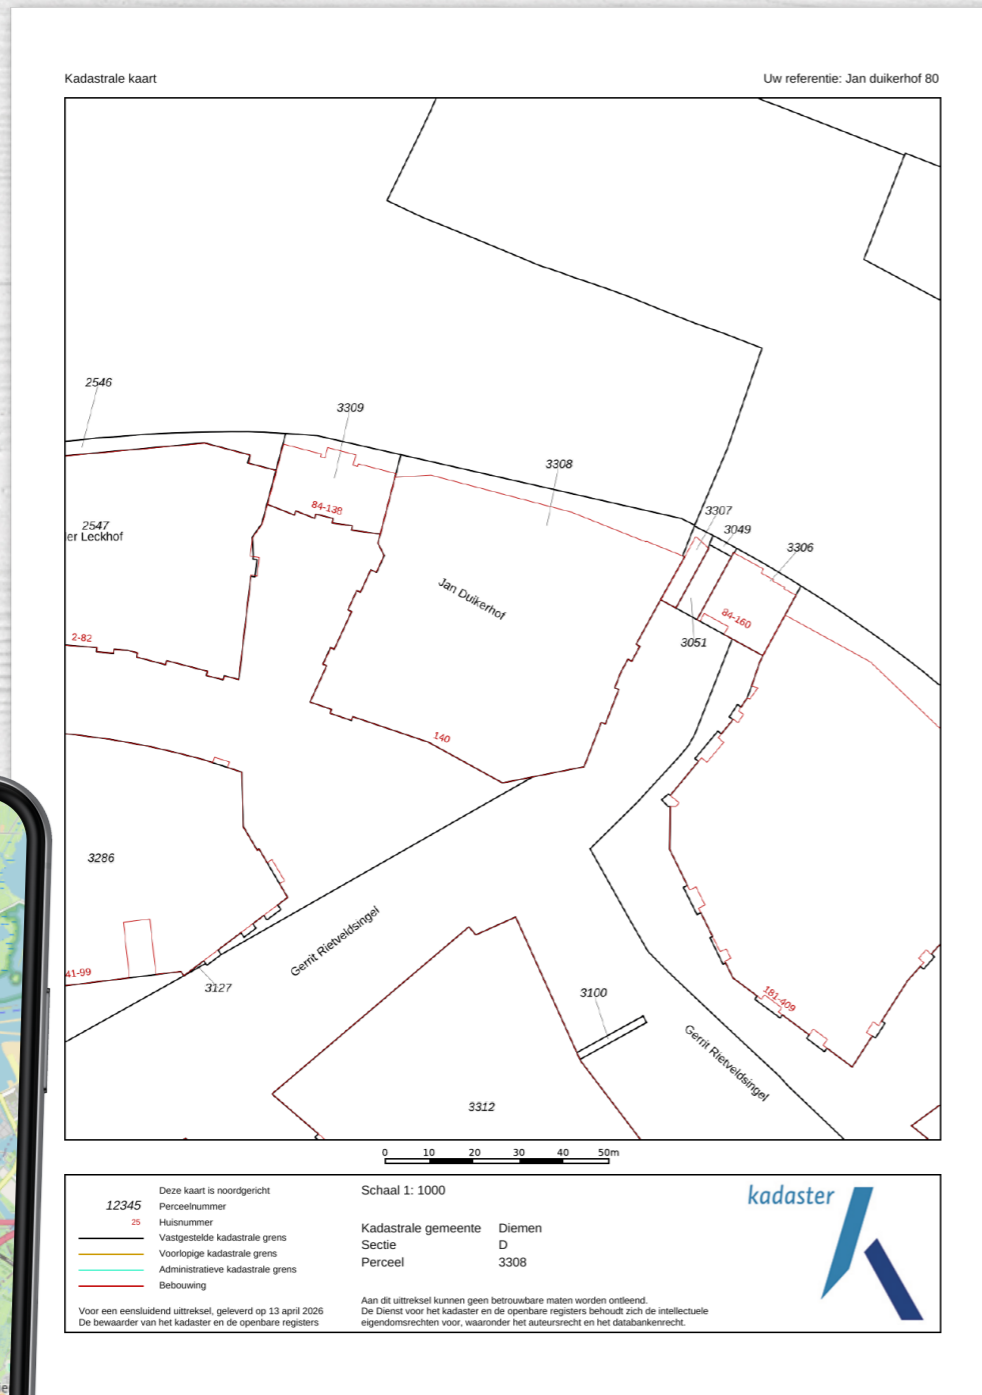 Kadastrale kaart
Uw referentie: Jan duikerhof 80
2546
3309
3308
84-138
3307
3049
3306
2547
er Leckhof
Jan Duikerhof
84-160
3051
2-82
140
3286
41-99
3127
Gerrit Rietveldsingel
3100
181-409
Gerrit Rietveldsingel
3312
0 10 20 30 40 50m
Deze kaart is noordgericht
12345 Perceelnummer
25 Huisnummer
Vastgestelde kadastrale grens
Voorlopige kadastrale grens
Administratieve kadastrale grens
Bebouwing
Voor een eensluidend uittreksel, geleverd op 13 april 2026
De bewaarder van het kadaster en de openbare registers
Schaal 1: 1000
Kadastrale gemeente Diemen
Sectie D
Perceel 3308
Aan dit uittreksel kunnen geen betrouwbare maten worden ontleend.
De Dienst voor het kadaster en de openbare registers behoudt zich de intellectuele
eigendomsrechten voor, waaronder het auteursrecht en het databankenrecht.
kadaster